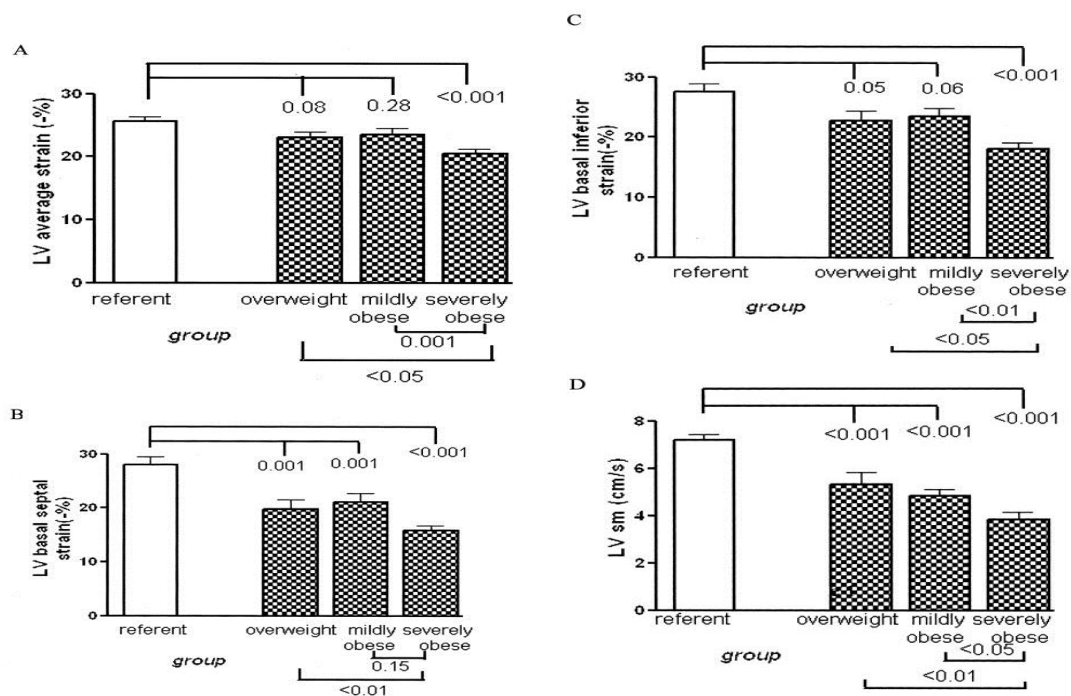 A
LV average strain (-%)
30
20
10
0
0.08
0.28
<0.001
referent
overweight
mildly obese
severely obese
group
0.001
<0.05
B
LV basal septal strain(-%)
30
20
10
0
0.001
0.001
<0.001
referent
overweight
mildly obese
severely obese
group
0.15
<0.01
C
LV basal inferior strain(-%)
30
20
10
0
0.05
0.06
<0.001
referent
overweight
mildly obese
severely obese
group
<0.01
<0.05
D
LV sm (cm/s)
8
6
4
2
0
<0.001
<0.001
<0.001
referent
overweight
mildly obese
severely obese
group
<0.05
<0.01